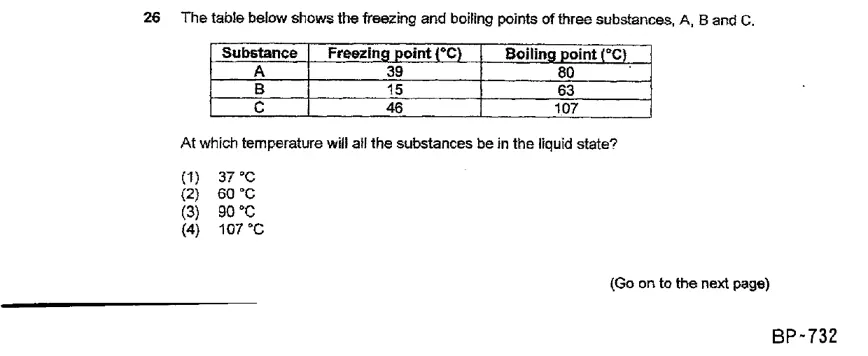 26 The table below shows the freezing and boiling points of three substances, A, B and C.
Substance Freezing point (°C) Boiling point (°C)
A 39 80
B 15 63
C 46 107
At which temperature will all the substances be in the liquid state?
(1) 37 °C
(2) 60 °C
(3) 90 °C
(4) 107 °C
(Go on to the next page)
BP-732